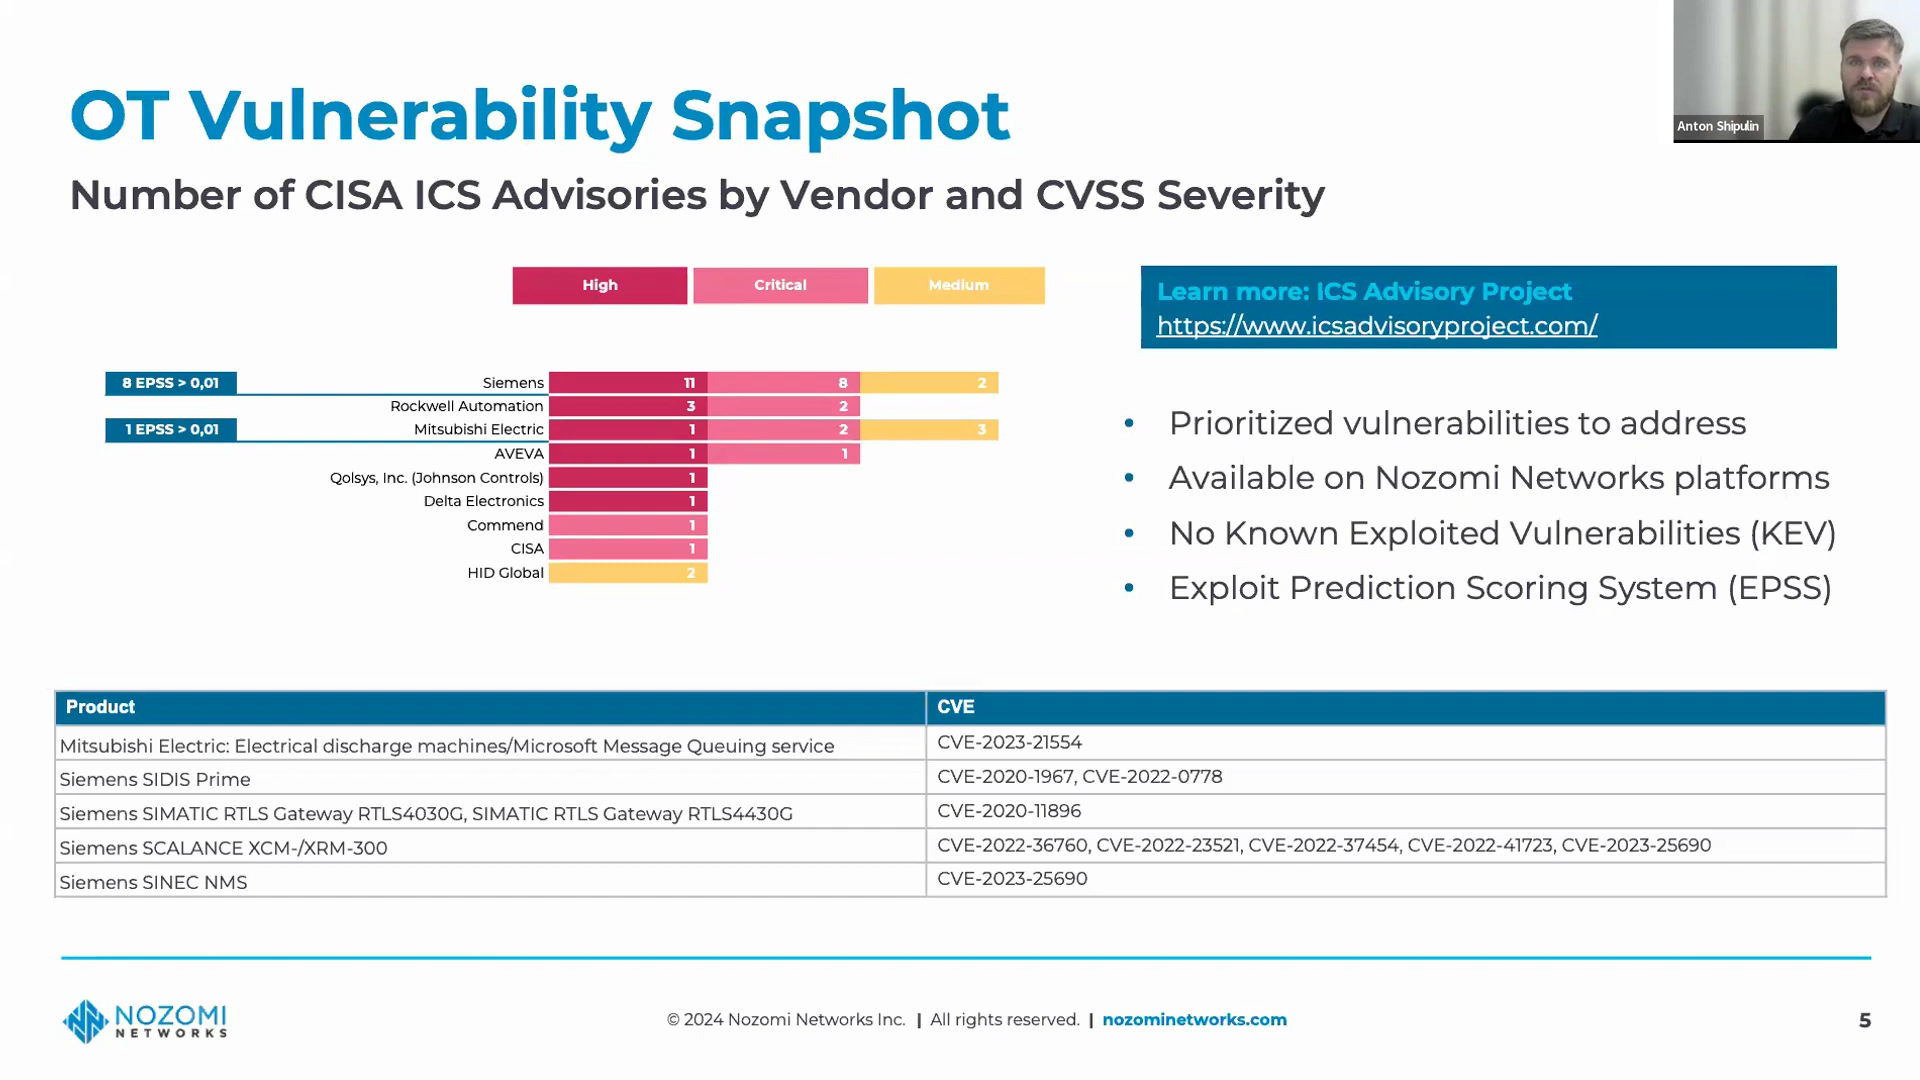 Anton Shipulin
OT Vulnerability Snapshot
Number of CISA ICS Advisories by Vendor and CVSS Severity
High Critical Medium
8 EPSS > 0,01 Siemens 11 8 2
Rockwell Automation 3 2
1 EPSS > 0,01 Mitsubishi Electric 1 2 3
AVEVA 1 1
Qolsys, Inc. (Johnson Controls) 1
Delta Electronics 1
Commend 1
CISA 1
HID Global 2
Learn more: ICS Advisory Project
https://www.icsadvisoryproject.com/
• Prioritized vulnerabilities to address
• Available on Nozomi Networks platforms
• No Known Exploited Vulnerabilities (KEV)
• Exploit Prediction Scoring System (EPSS)
Product CVE
Mitsubishi Electric: Electrical discharge machines/Microsoft Message Queuing service CVE-2023-21554
Siemens SIDIS Prime CVE-2020-1967, CVE-2022-0778
Siemens SIMATIC RTLS Gateway RTLS4030G, SIMATIC RTLS Gateway RTLS4430G CVE-2020-11896
Siemens SCALANCE XCM-/XRM-300 CVE-2022-36760, CVE-2022-23521, CVE-2022-37454, CVE-2022-41723, CVE-2023-25690
Siemens SINEC NMS CVE-2023-25690
NOZOMI
NETWORKS
© 2024 Nozomi Networks Inc. | All rights reserved. | nozominetworks.com
5